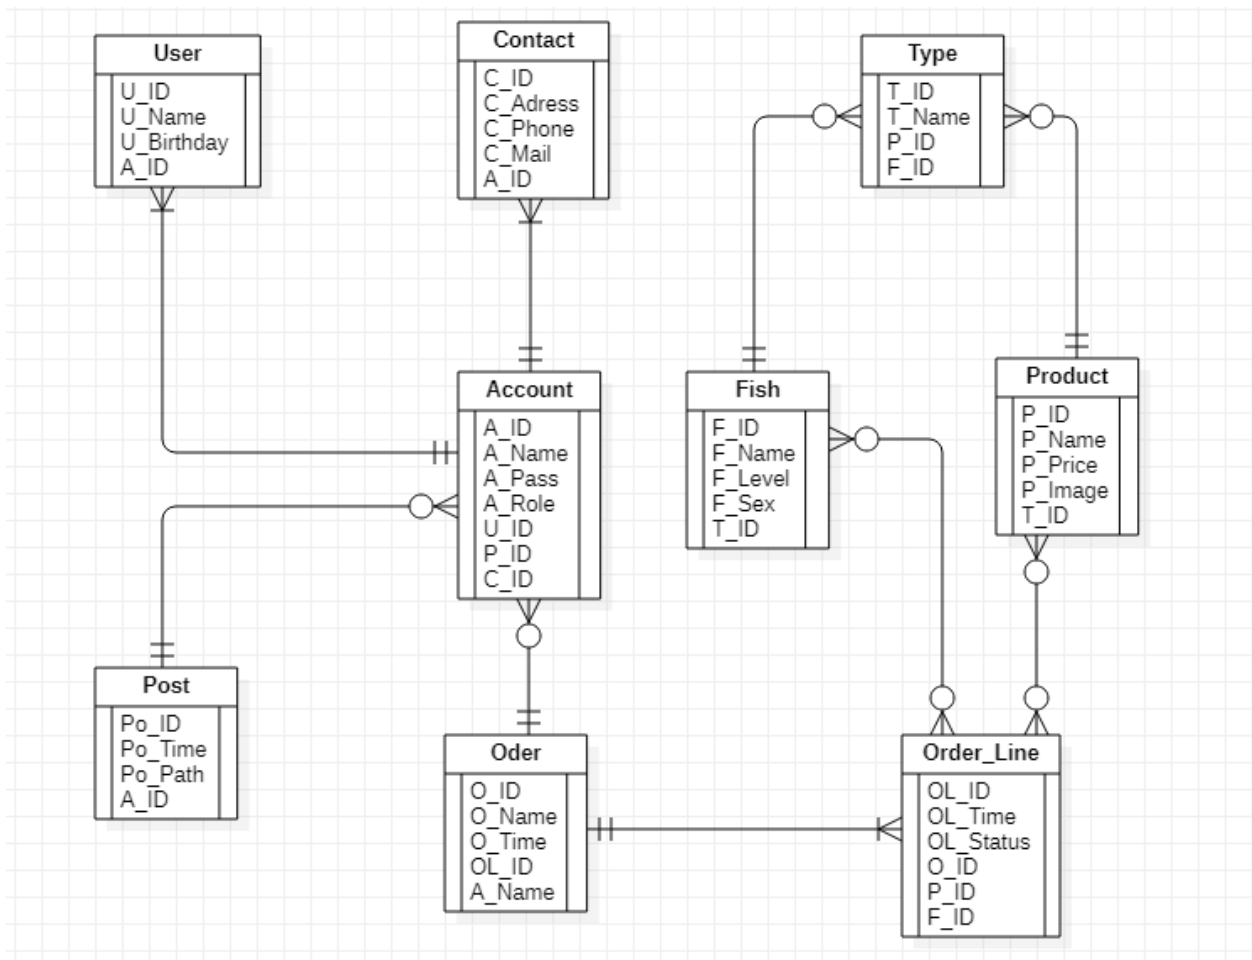 User
U_ID
U_Name
U_Birthday
A_ID
Contact
C_ID
C_Adress
C_Phone
C_Mail
A_ID
Type
T_ID
T_Name
P_ID
F_ID
Account
A_ID
A_Name
A_Pass
A_Role
U_ID
P_ID
C_ID
Fish
F_ID
F_Name
F_Level
F_Sex
T_ID
Product
P_ID
P_Name
P_Price
P_Image
T_ID
Post
Po_ID
Po_Time
Po_Path
A_ID
Oder
O_ID
O_Name
O_Time
OL_ID
A_Name
Order_Line
OL_ID
OL_Time
OL_Status
O_ID
P_ID
F_ID